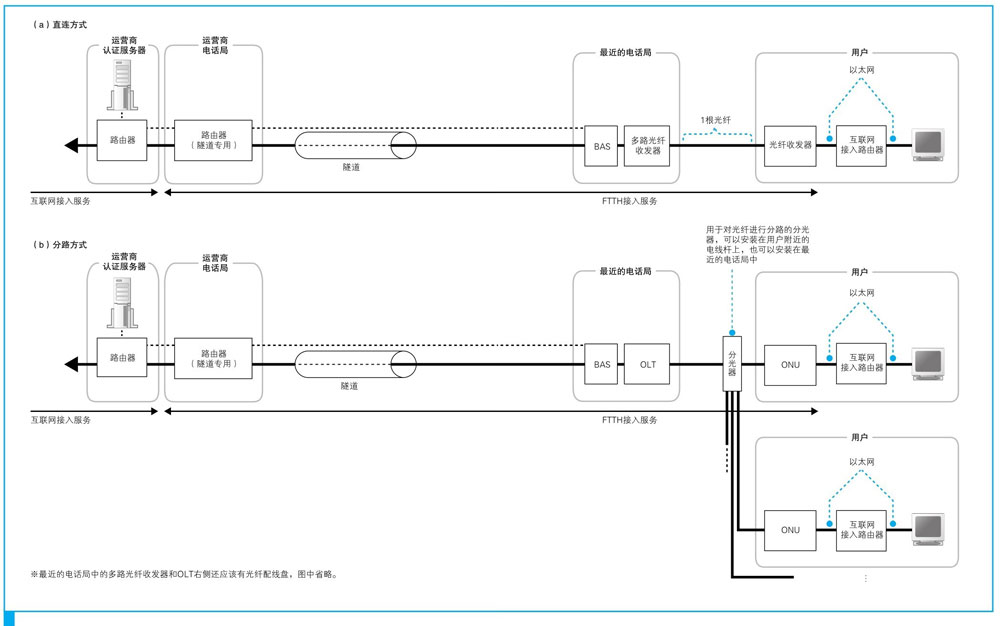 （a）直连方式
运营商
认证服务器
运营商
电话局
最近的电话局
用户
以太网
1根光纤
路由器
路由器
（隧道专用）
BAS
多路光纤
收发器
光纤收发器
互联网
接入路由器
隧道
互联网接入服务
FTTH接入服务
（b）分路方式
用于对光纤进行分路的分光
器，可以安装在用户附近的
电线杆上，也可以安装在最
近的电话局中
运营商
认证服务器
运营商
电话局
最近的电话局
用户
以太网
路由器
路由器
（隧道专用）
BAS
OLT
分光器
ONU
互联网
接入路由器
隧道
互联网接入服务
FTTH接入服务
用户
以太网
ONU
互联网
接入路由器
※最近的电话局中的多路光纤收发器和OLT右侧还应该有光纤配线盘，图中省略。
⋮